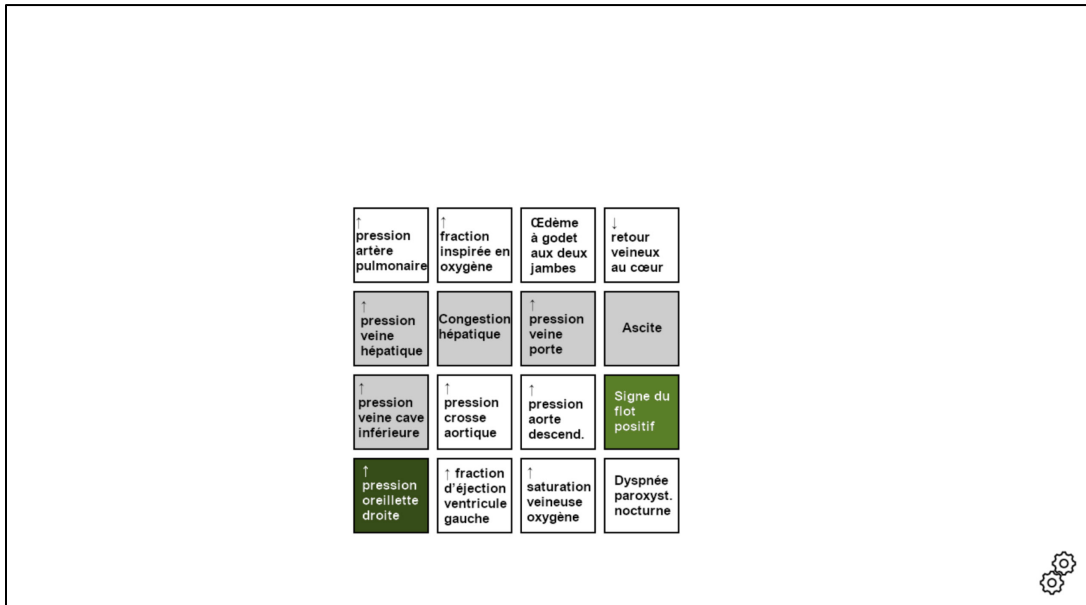 ↑
pression
artère
pulmonaire
↑
fraction
inspirée en
oxygène
Œdème
à godet
aux deux
jambes
↓
retour
veineux
au cœur
↑
pression
veine
hépatique
Congestion
hépatique
↑
pression
veine
porte
Ascite
↑
pression
veine cave
inférieure
↑
pression
crosse
aortique
↑
pression
aorte
descend.
Signe du
flot
positif
↑
pression
oreillette
droite
↑ fraction
d'éjection
ventricule
gauche
↑
saturation
veineuse
oxygène
Dyspnée
paroxyst.
nocturne